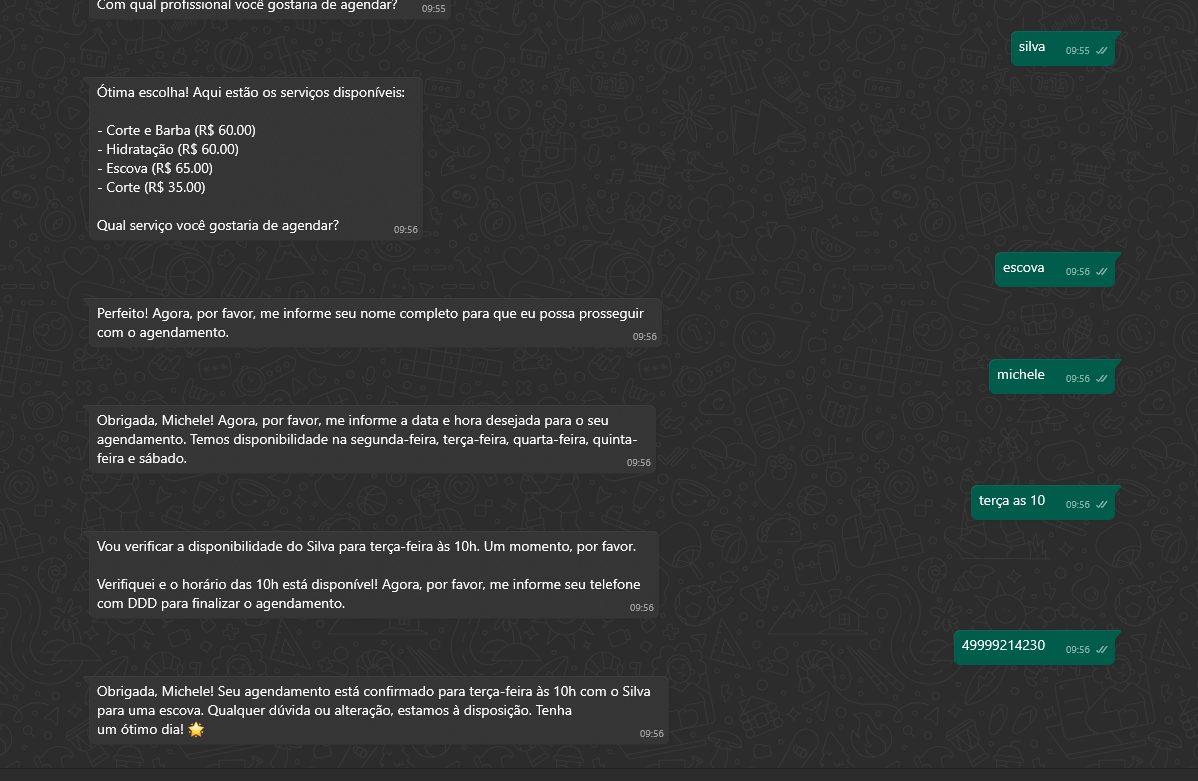 Com qual profissional você gostaria de agendar?
09:55
silva
09:55
Ótima escolha! Aqui estão os serviços disponíveis:
- Corte e Barba (R$ 60.00)
- Hidratação (R$ 60.00)
- Escova (R$ 65.00)
- Corte (R$ 35.00)
Qual serviço você gostaria de agendar?
09:56
escova
09:56
Perfeito! Agora, por favor, me informe seu nome completo para que eu possa prosseguir
com o agendamento.
09:56
michele
09:56
Obrigada, Michele! Agora, por favor, me informe a data e hora desejada para o seu
agendamento. Temos disponibilidade na segunda-feira, terça-feira, quarta-feira, quinta-
feira e sábado.
09:56
terça as 10
09:56
Vou verificar a disponibilidade do Silva para terça-feira às 10h. Um momento, por favor.
Verifiquei e o horário das 10h está disponível! Agora, por favor, me informe seu telefone
com DDD para finalizar o agendamento.
09:56
49999214230
09:56
Obrigada, Michele! Seu agendamento está confirmado para terça-feira às 10h com o Silva
para uma escova. Qualquer dúvida ou alteração, estamos à disposição. Tenha
um ótimo dia! 🌟
09:56